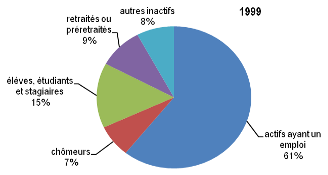 1999
autres inactifs
8%
retraités ou
préretraités
9%
élèves, étudiants
et stagiaires
15%
chômeurs
7%
actifs ayant un
emploi
61%